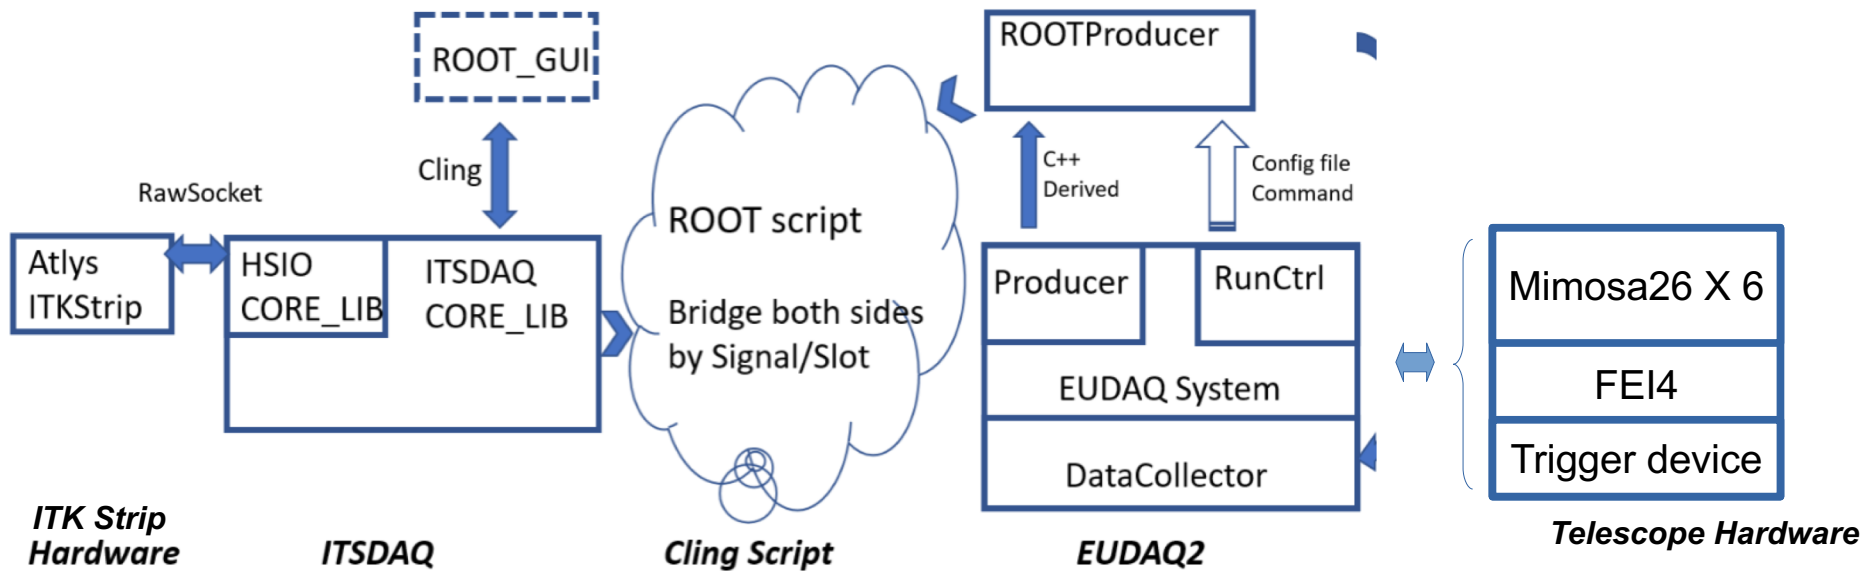 ROOT_GUI
Cling
RawSocket
Atlys
ITKStrip
HSIO
CORE_LIB
ITSDAQ
CORE_LIB
ROOT script
Bridge both sides
by Signal/Slot
ROOTProducer
C++
Derived
Config file
Command
Producer
RunCtrl
EUDAQ System
DataCollector
Mimosa26 X 6
FEI4
Trigger device
ITK Strip
Hardware
ITSDAQ
Cling Script
EUDAQ2
Telescope Hardware